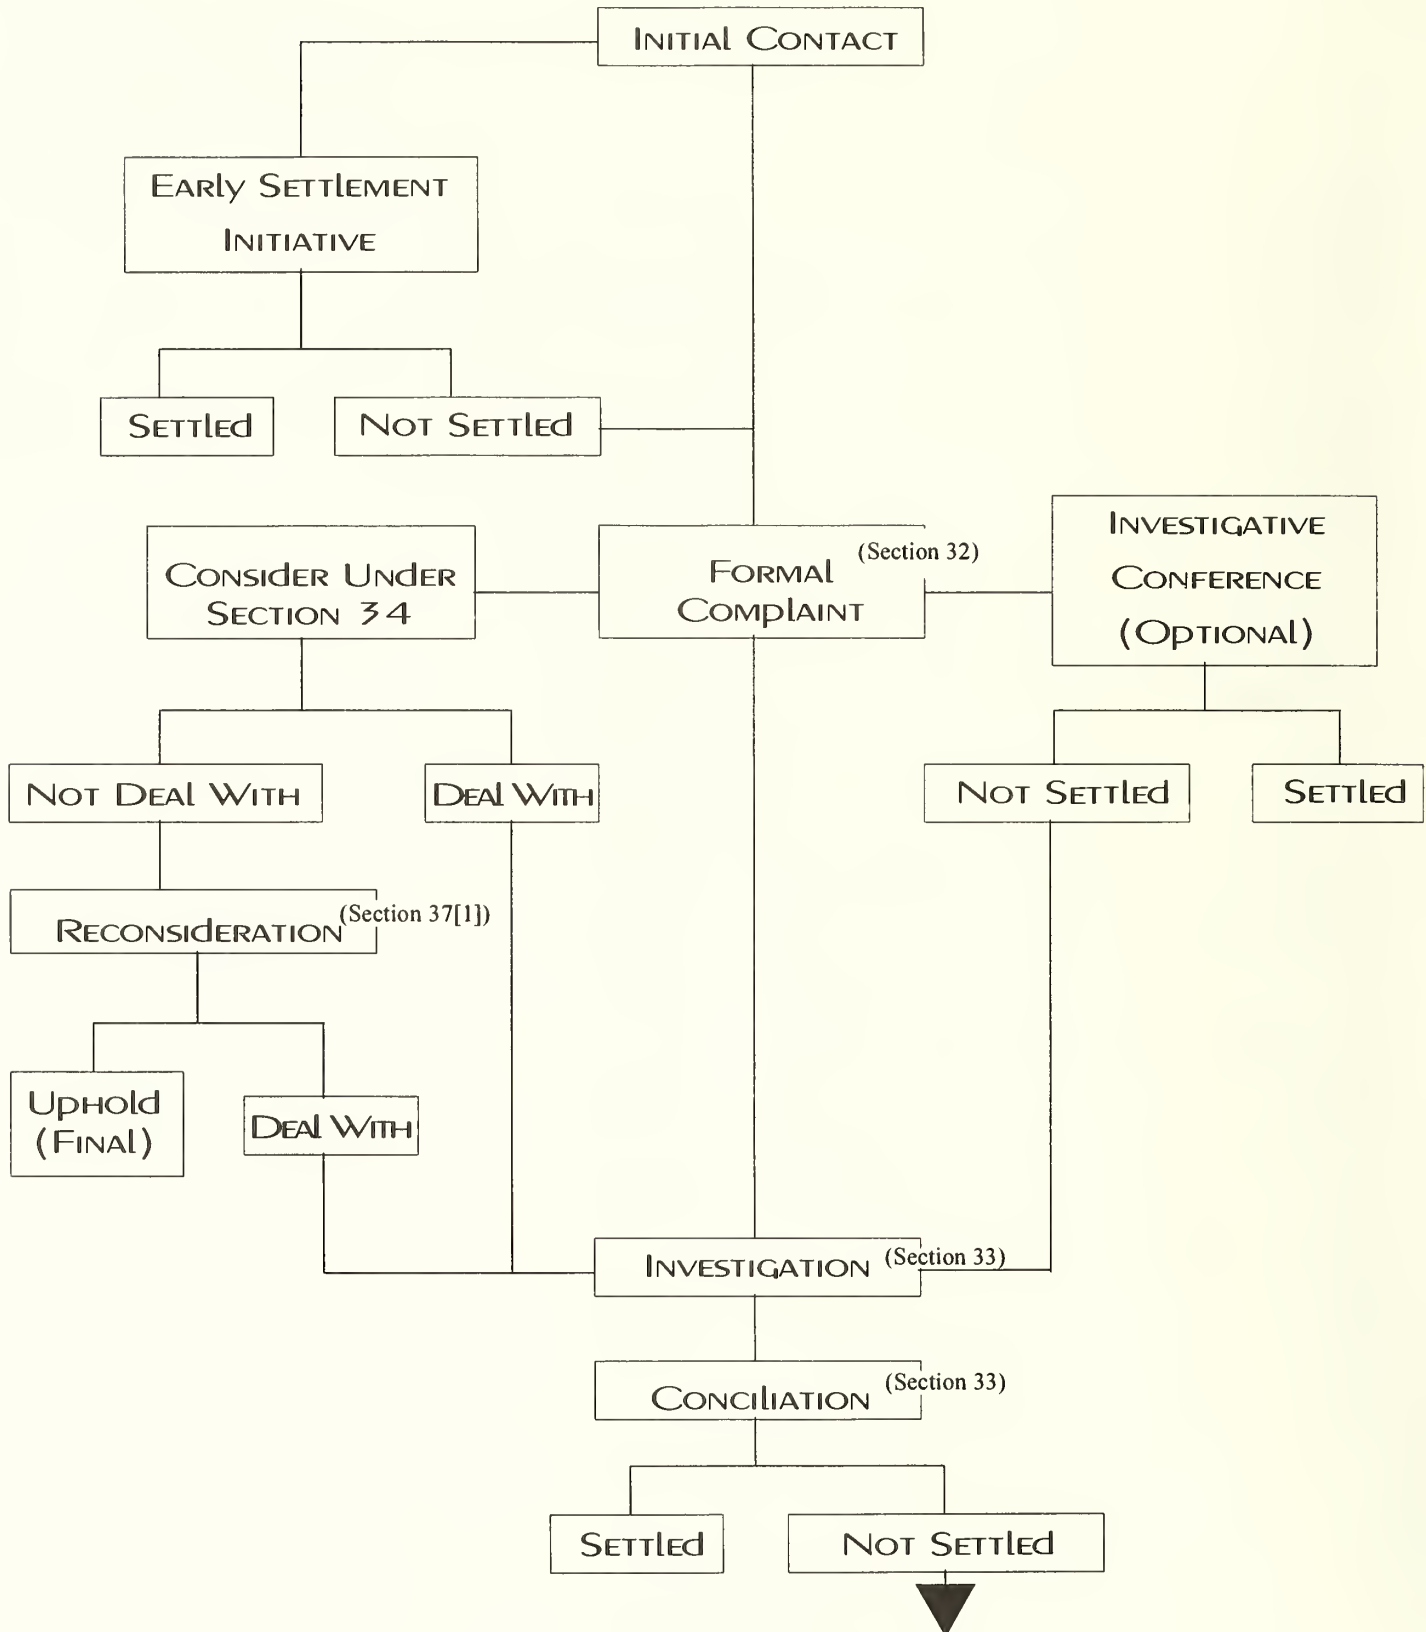 Initial Contact
Early Settlement
Initiative
Settled
Not Settled
Consider Under
Section 34
Formal
Complaint
(Section 32)
Investigative
Conference
(Optional)
Not Deal With
Deal With
Not Settled
Settled
Reconsideration
(Section 37[1])
Uphold
(Final)
Deal With
Investigation
(Section 33)
Conciliation
(Section 33)
Settled
Not Settled